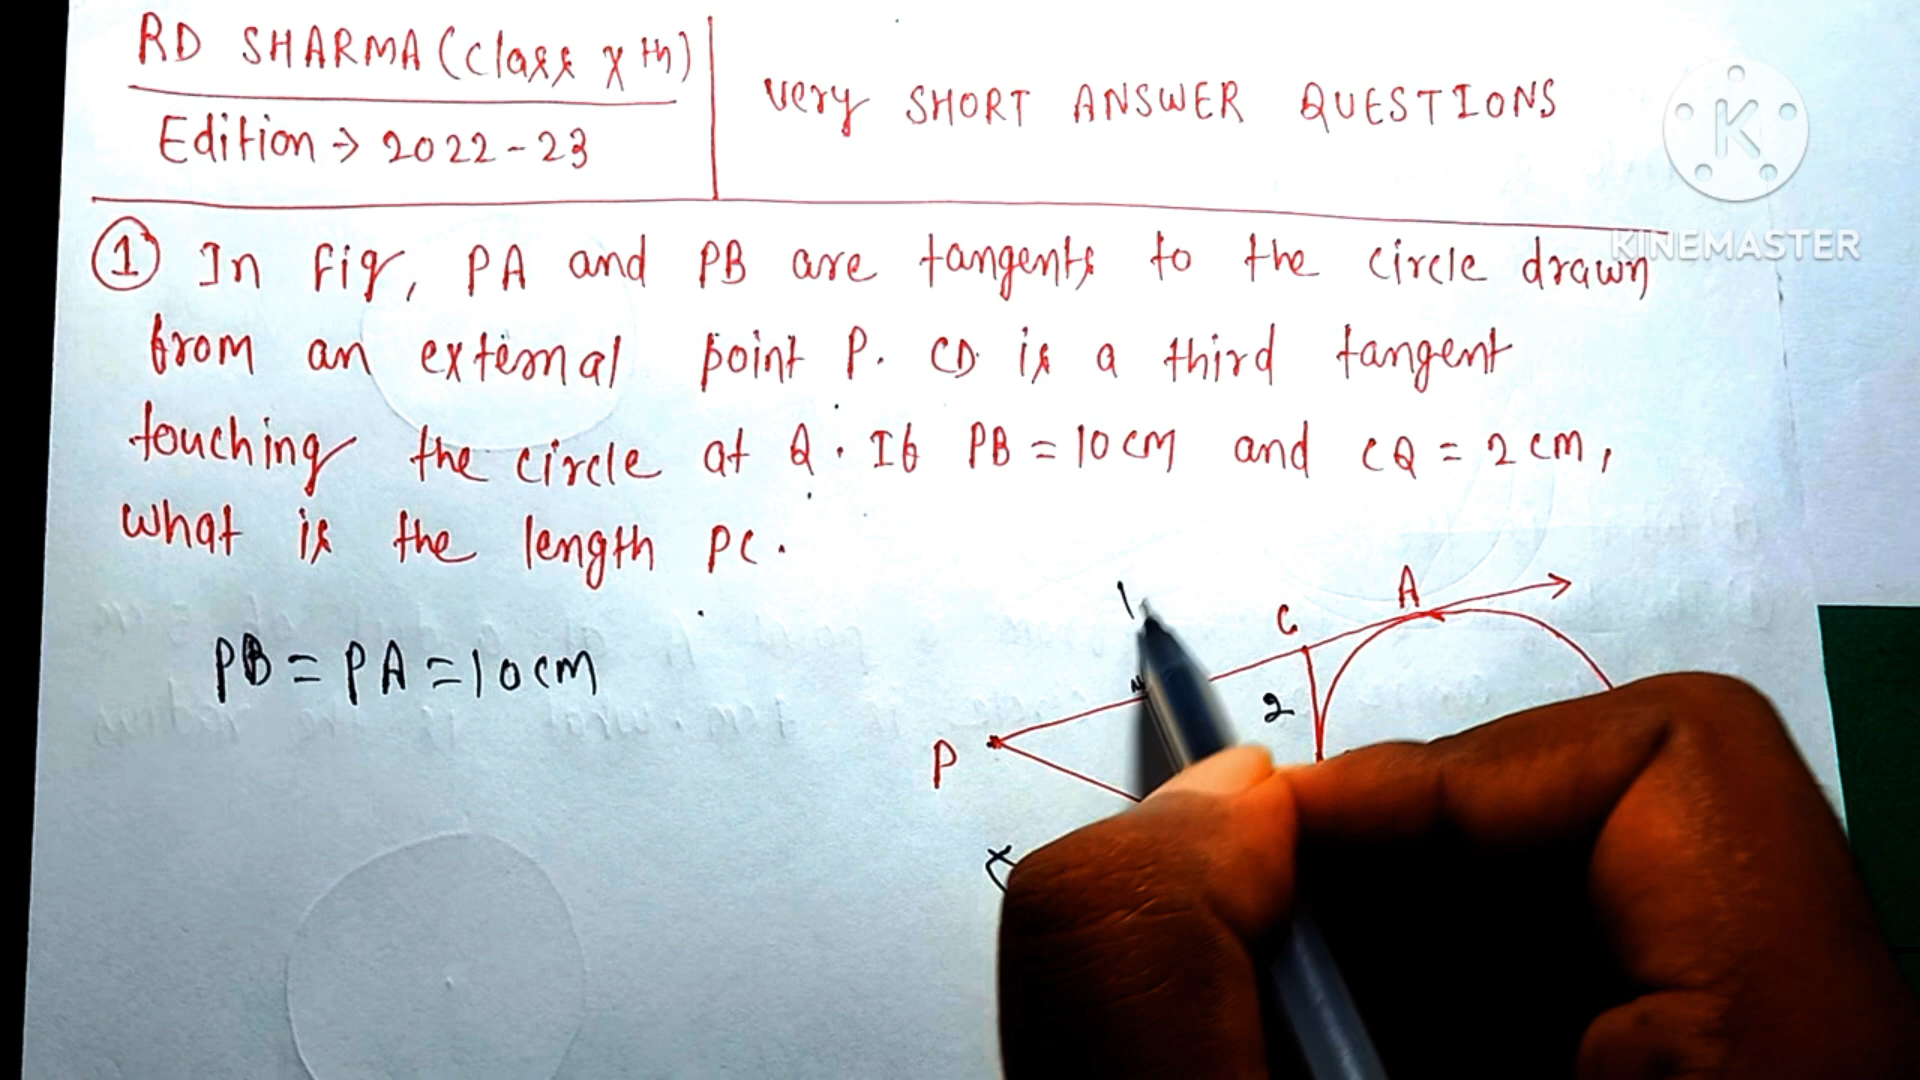 RD SHARMA (class Xth)
Edition → 2022-23
Very SHORT ANSWER QUESTIONS
K
KINEMASTER
① In fig, PA and PB are tangents to the circle drawn
from an external point P. CD is a third tangent
touching the circle at Q. If PB = 10 cm and CQ = 2 cm,
what is the length PC.
PB = PA = 10 cm
A
C
2
P